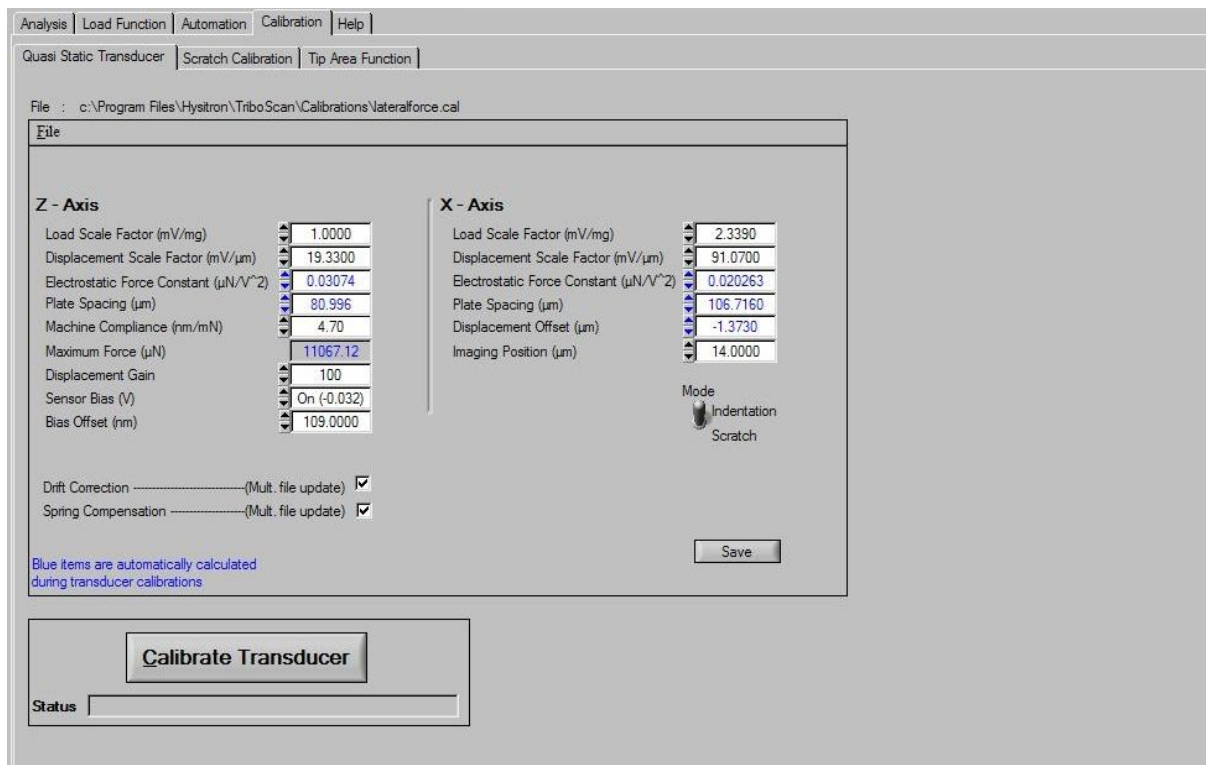 Analysis Load Function Automation Calibration Help
Quasi Static Transducer Scratch Calibration Tip Area Function
File : c:\Program Files\Hysitron\TriboScan\Calibrations\lateralforce.cal
File
Z - Axis
Load Scale Factor (mV/mg) 1.0000
Displacement Scale Factor (mV/µm) 19.3300
Electrostatic Force Constant (µN/V^2) 0.03074
Plate Spacing (µm) 80.996
Machine Compliance (nm/mN) 4.70
Maximum Force (µN) 11067.12
Displacement Gain 100
Sensor Bias (V) On (-0.032)
Bias Offset (nm) 109.0000
Drift Correction ------------------------------(Mult. file update)
Spring Compensation --------------------(Mult. file update)
Blue items are automatically calculated
during transducer calibrations
X - Axis
Load Scale Factor (mV/mg) 2.3390
Displacement Scale Factor (mV/µm) 91.0700
Electrostatic Force Constant (µN/V^2) 0.020263
Plate Spacing (µm) 106.7160
Displacement Offset (µm) -1.3730
Imaging Position (µm) 14.0000
Mode
Indentation
Scratch
Save
Calibrate Transducer
Status